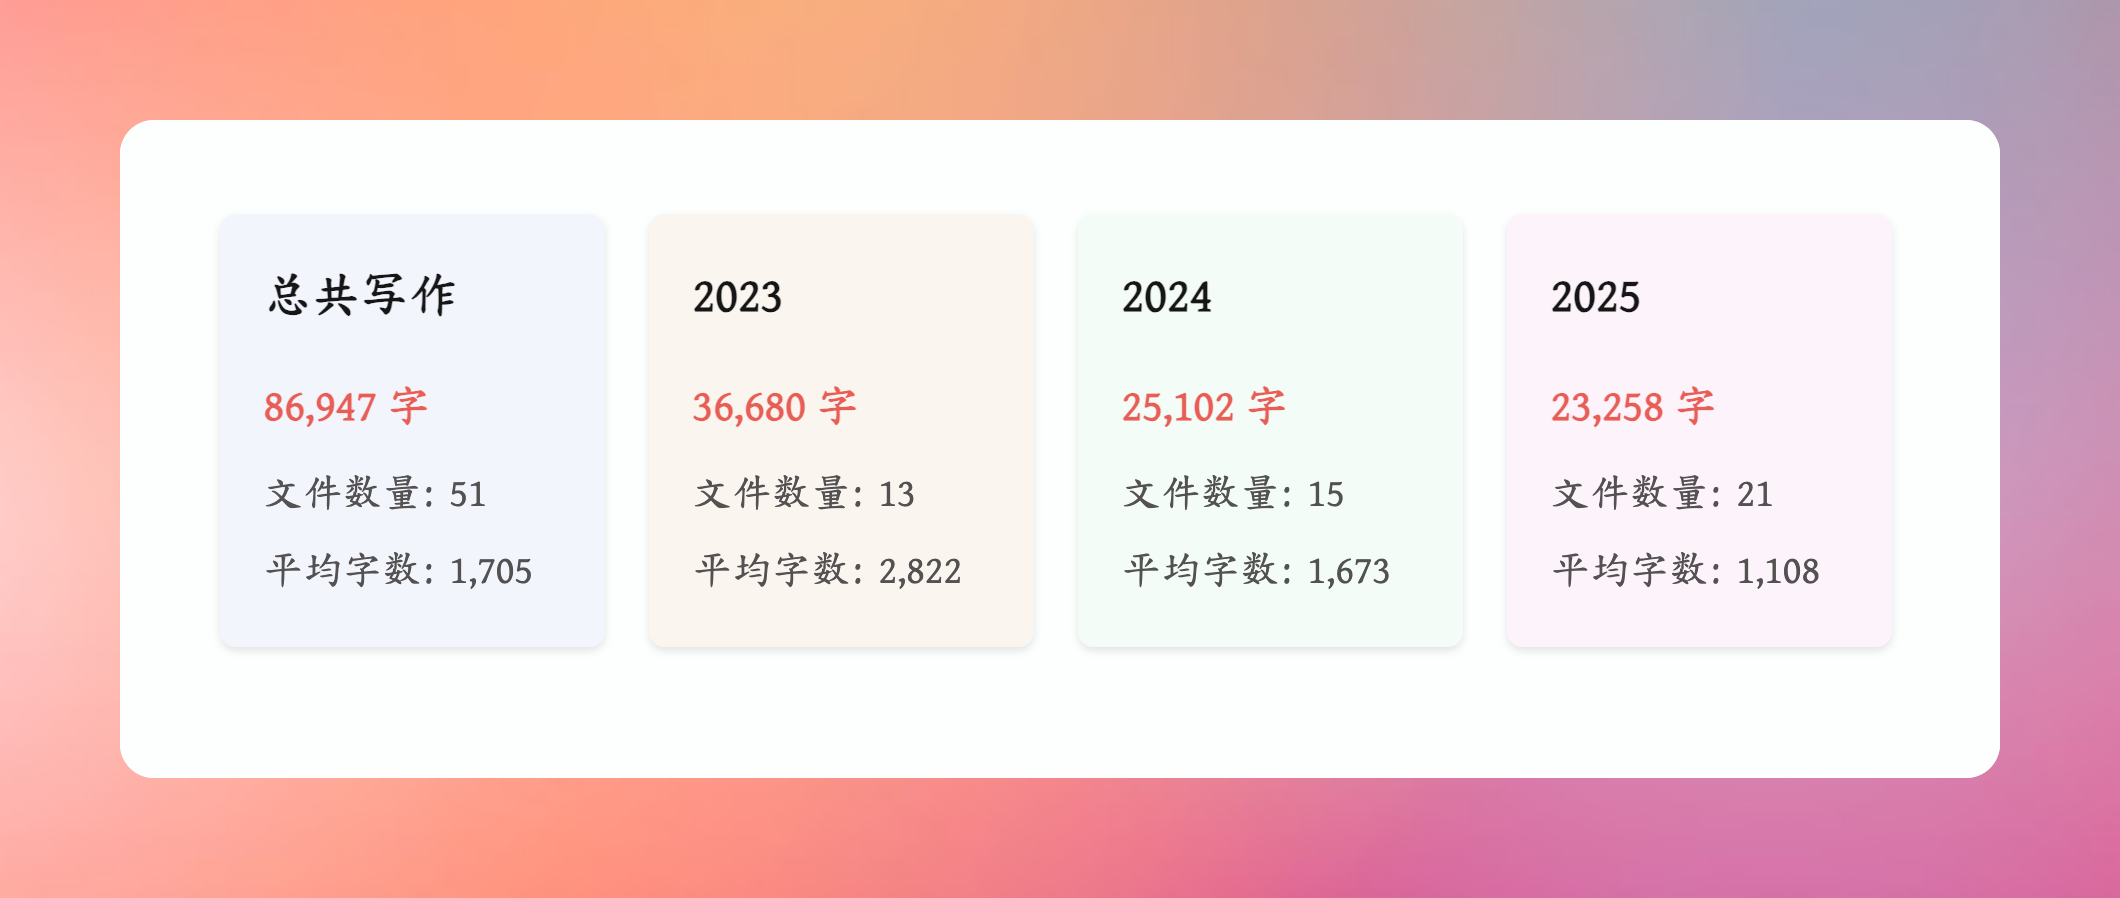 总共写作
86,947 字
文件数量: 51
平均字数: 1,705
2023
36,680 字
文件数量: 13
平均字数: 2,822
2024
25,102 字
文件数量: 15
平均字数: 1,673
2025
23,258 字
文件数量: 21
平均字数: 1,108